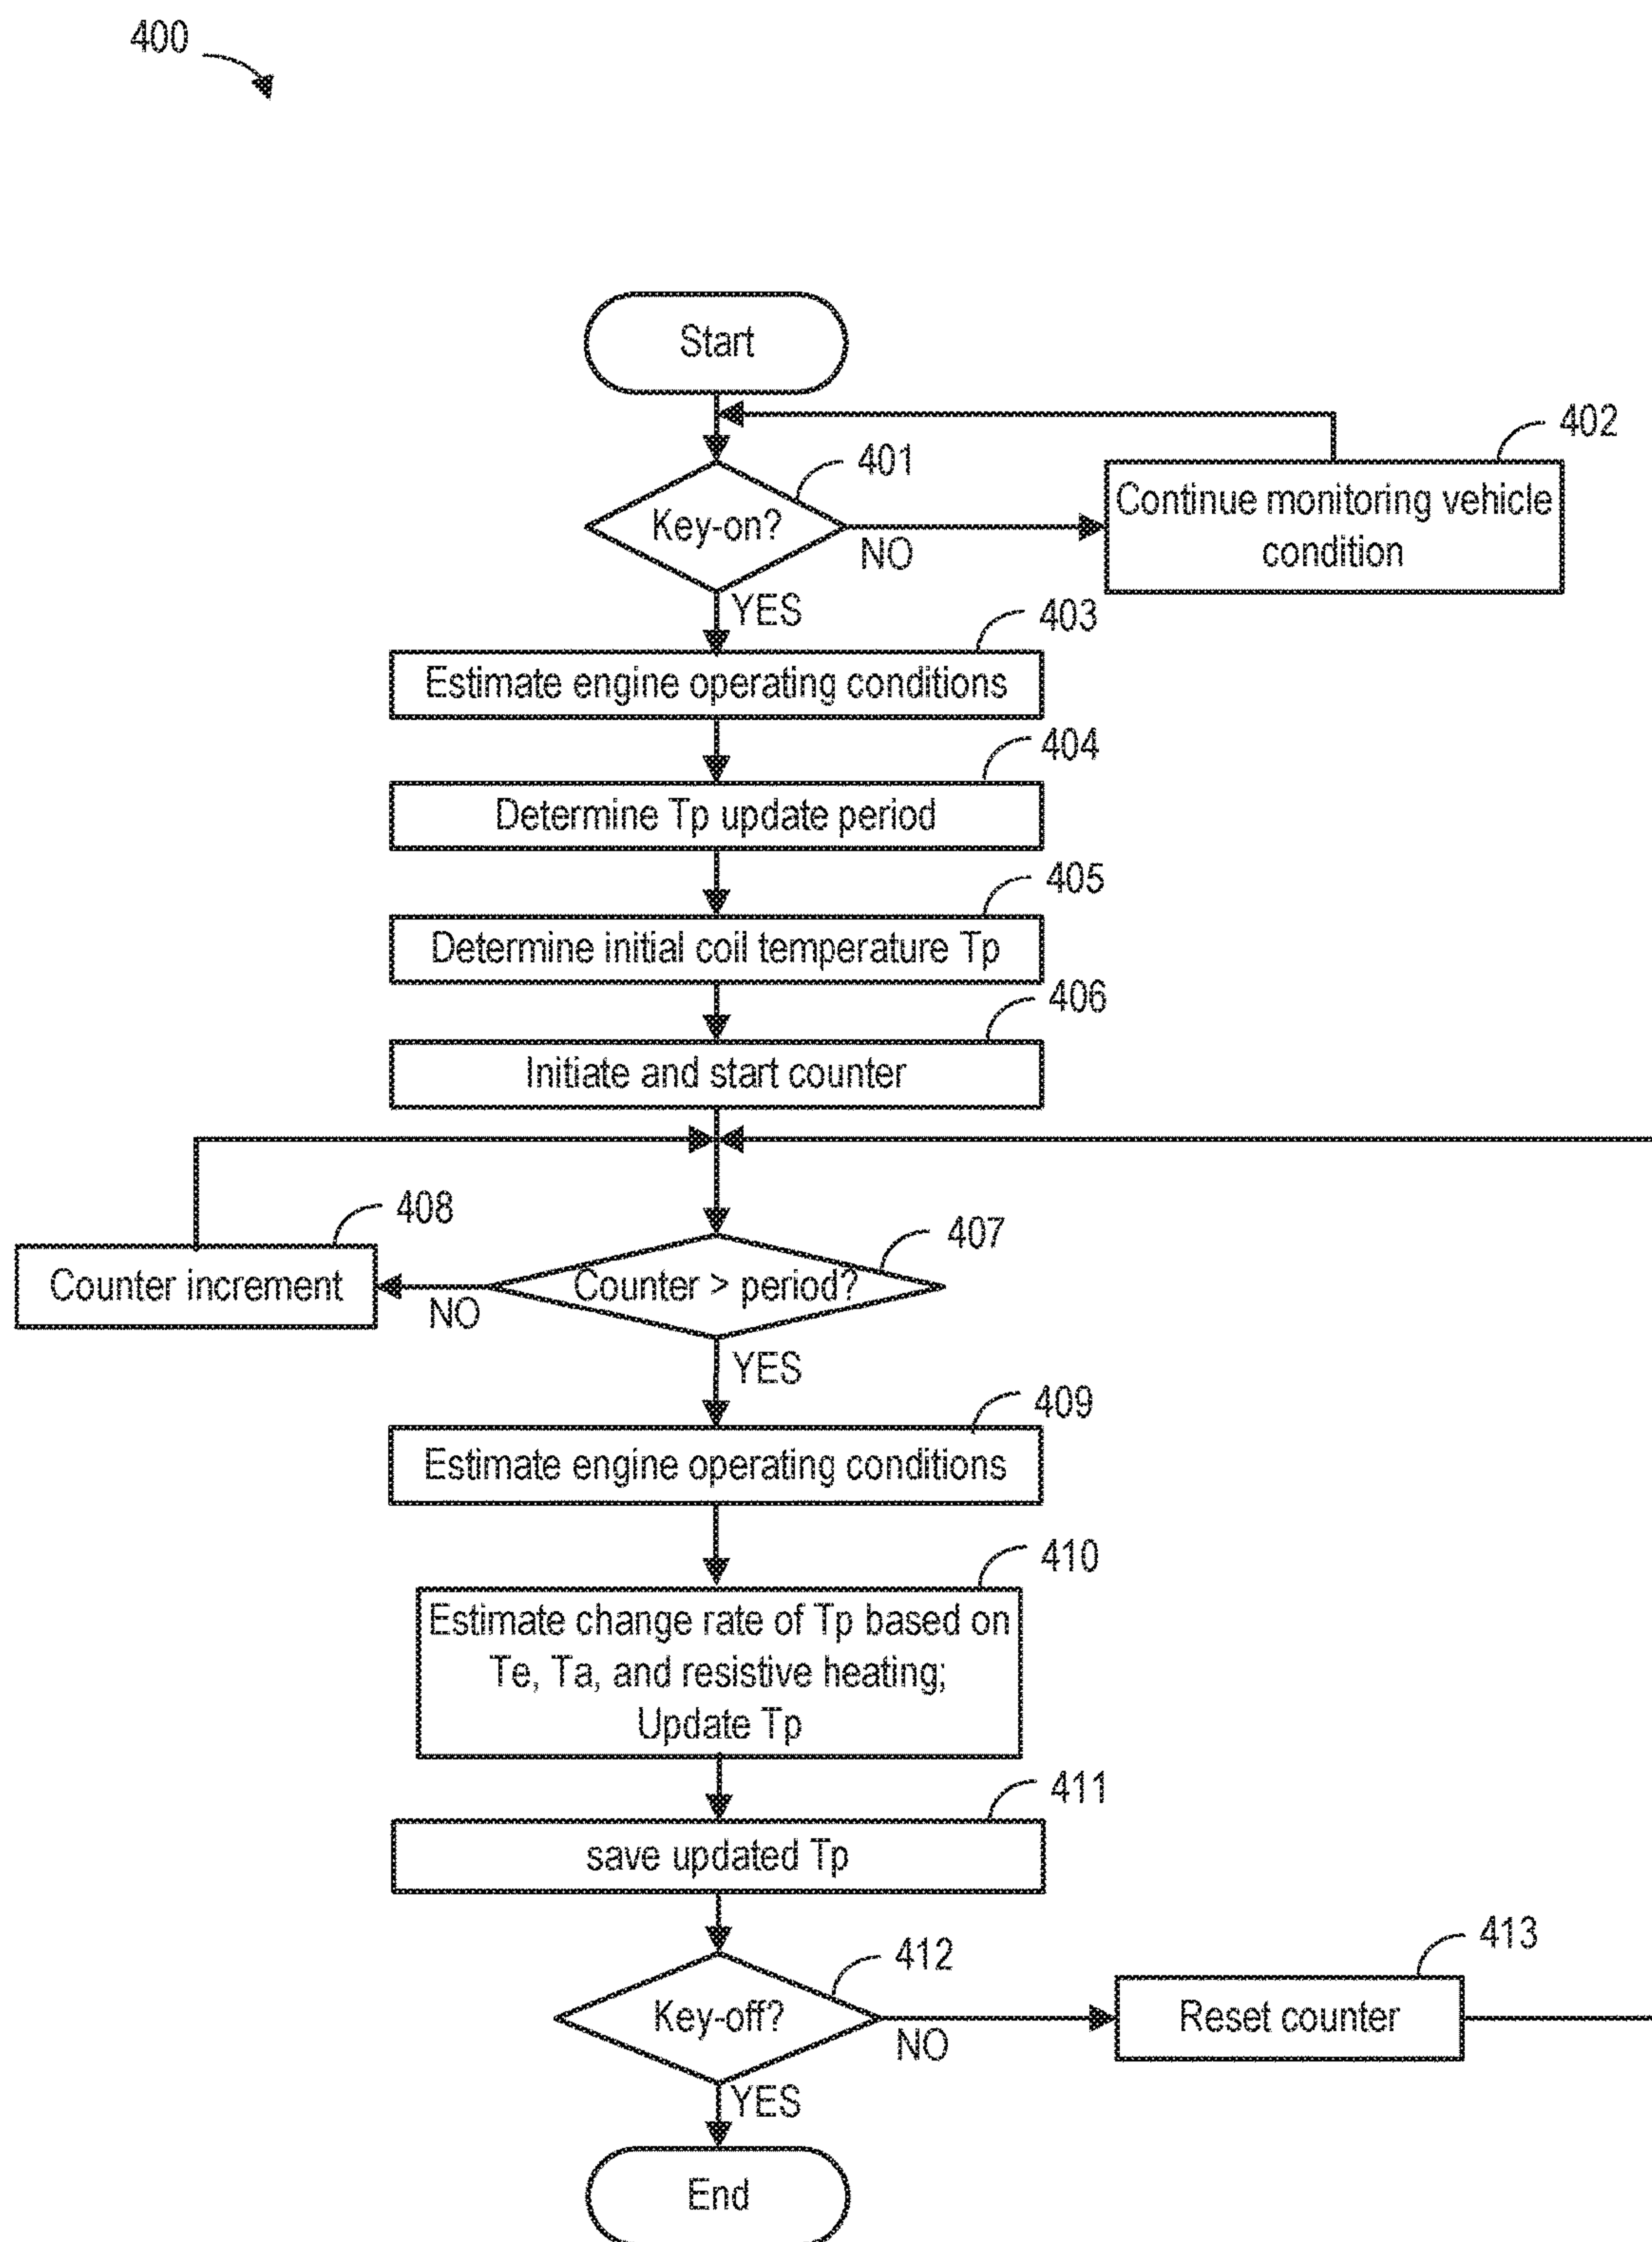 400
Start
402
401
Continue monitoring vehicle
condition
Key-on?
NO
YES
403
Estimate engine operating conditions
404
Determine Tp update period
405
Determine initial coil temperature Tp
406
Initiate and start counter
408
407
Counter increment
Counter > period?
NO
YES
409
Estimate engine operating conditions
410
Estimate change rate of Tp based on
Te, Ta, and resistive heating;
Update Tp
411
save updated Tp
413
412
Key-off?
Reset counter
NO
YES
End